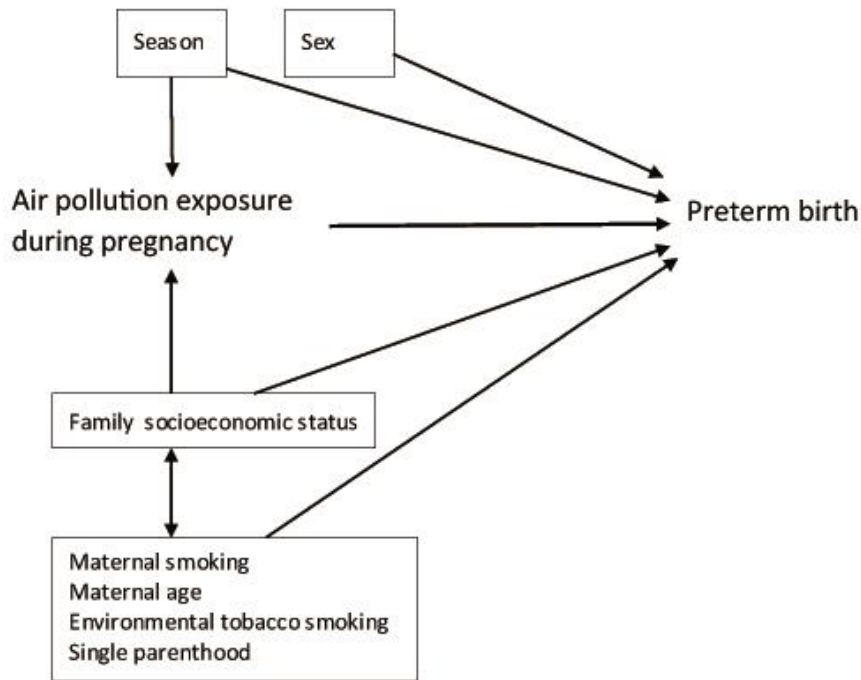 Season
Sex
Air pollution exposure
during pregnancy
Preterm birth
Family socioeconomic status
Maternal smoking
Maternal age
Environmental tobacco smoking
Single parenthood